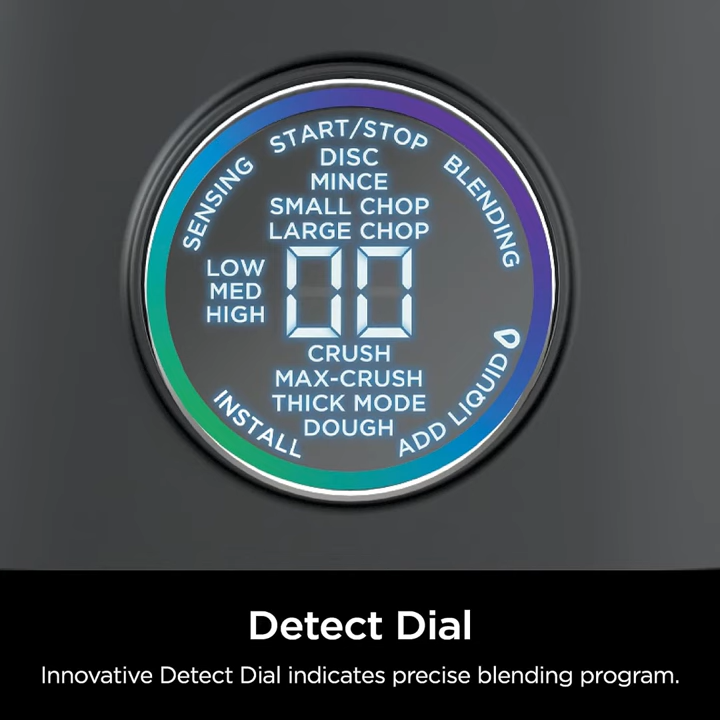 START/STOP
SENSING
BLENDING
DISC
MINCE
SMALL CHOP
LARGE CHOP
LOW
MED
HIGH
00
CRUSH
MAX-CRUSH
THICK MODE
DOUGH
INSTALL
ADD LIQUID
Detect Dial
Innovative Detect Dial indicates precise blending program.